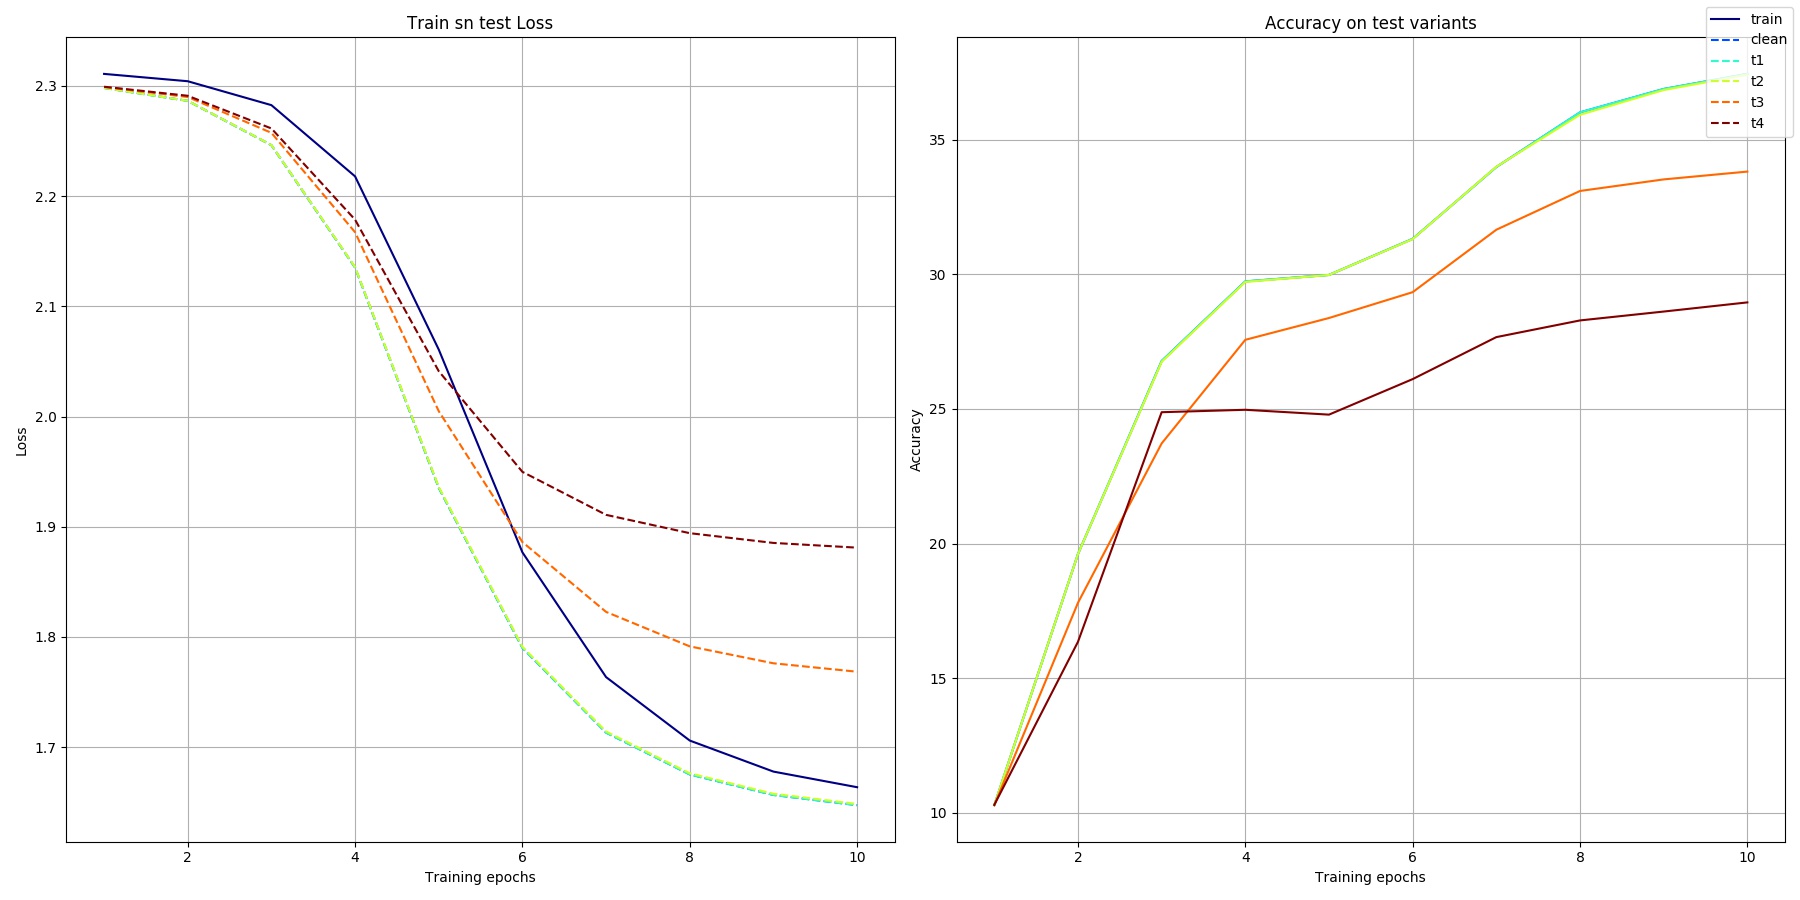 Train sn test Loss
2.3
2.2
2.1
2.0
1.9
1.8
1.7
Loss
2 4 6 8 10
Training epochs
Accuracy on test variants
35
30
25
20
15
10
Accuracy
2 4 6 8 10
Training epochs
train
clean
t1
t2
t3
t4